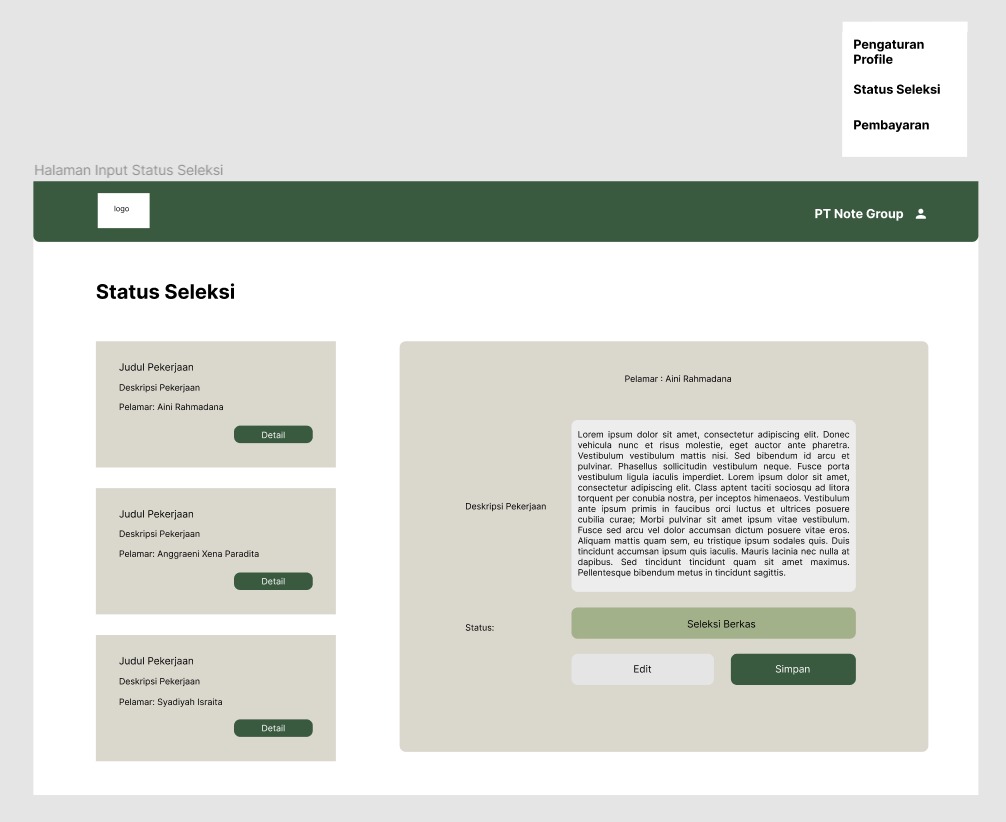 Pengaturan
Profile
Status Seleksi
Pembayaran
Halaman Input Status Seleksi
logo
PT Note Group
Status Seleksi
Judul Pekerjaan
Deskripsi Pekerjaan
Pelamar: Aini Rahmadana
Detail
Judul Pekerjaan
Deskripsi Pekerjaan
Pelamar: Anggraeni Xena Paradita
Detail
Judul Pekerjaan
Deskripsi Pekerjaan
Pelamar: Syadiyah Israita
Detail
Pelamar : Aini Rahmadana
Deskripsi Pekerjaan
Lorem ipsum dolor sit amet, consectetur adipiscing elit. Donec
vehicula nunc et risus molestie, eget auctor ante pharetra.
Vestibulum vestibulum mattis nisi. Sed bibendum id arcu et
pulvinar. Phasellus sollicitudin vestibulum neque. Fusce porta
vestibulum ligula iaculis imperdiet. Lorem ipsum dolor sit amet,
consectetur adipiscing elit. Class aptent taciti sociosqu ad litora
torquent per conubia nostra, per inceptos himenaeos. Vestibulum
ante ipsum primis in faucibus orci luctus et ultrices posuere
cubilia curae; Morbi pulvinar sit amet ipsum vitae vestibulum.
Fusce sed arcu vel dolor accumsan dictum posuere vitae eros.
Aliquam mattis quam sem, eu tristique ipsum sodales quis. Duis
tincidunt accumsan ipsum quis iaculis. Mauris lacinia nec nulla at
dapibus. Sed tincidunt tincidunt quam sit amet maximus.
Pellentesque bibendum metus in tincidunt sagittis.
Status:
Seleksi Berkas
Edit
Simpan